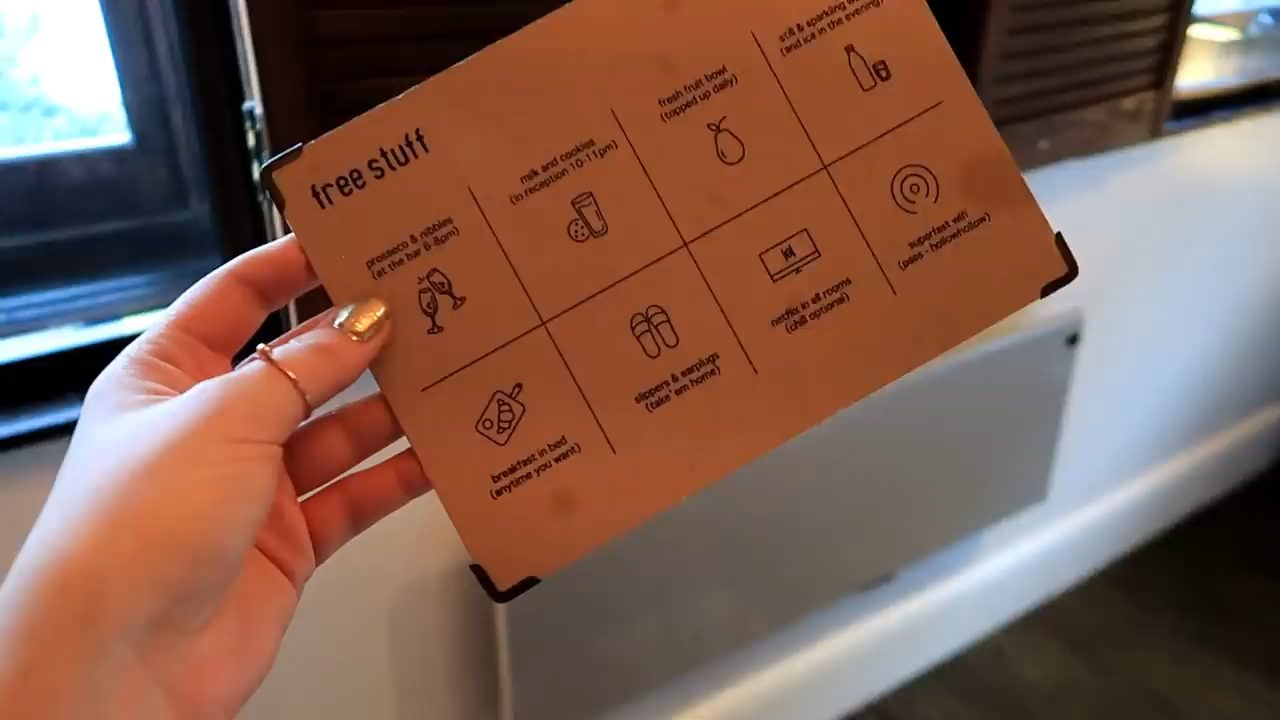 free stuff
prosseco & nibbles
(at the bar 6-8pm)
milk and cookies
(in reception 10-11pm)
fresh fruit bowl
(topped up daily)
still & sparkling
(and ice in the evening)
breakfast in bed
(anytime you want)
slippers & earplugs
(take 'em home)
netflix in all rooms
(chill optional)
superfast wifi
(pass - hollowhollow)